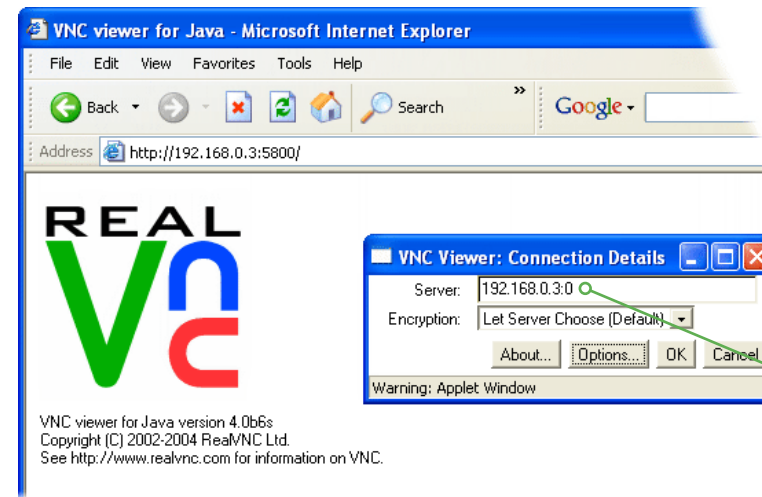 VNC viewer for Java - Microsoft Internet Explorer
File Edit View Favorites Tools Help
Back Search » Google
Address http://192.168.0.3:5800/
REAL
Vnc
VNC Viewer: Connection Details
Server: 192.168.0.3:0
Encryption: Let Server Choose (Default)
About... Options... OK Cancel
Warning: Applet Window
VNC viewer for Java version 4.0b6s
Copyright (C) 2002-2004 RealVNC Ltd.
See http://www.realvnc.com for information on VNC.